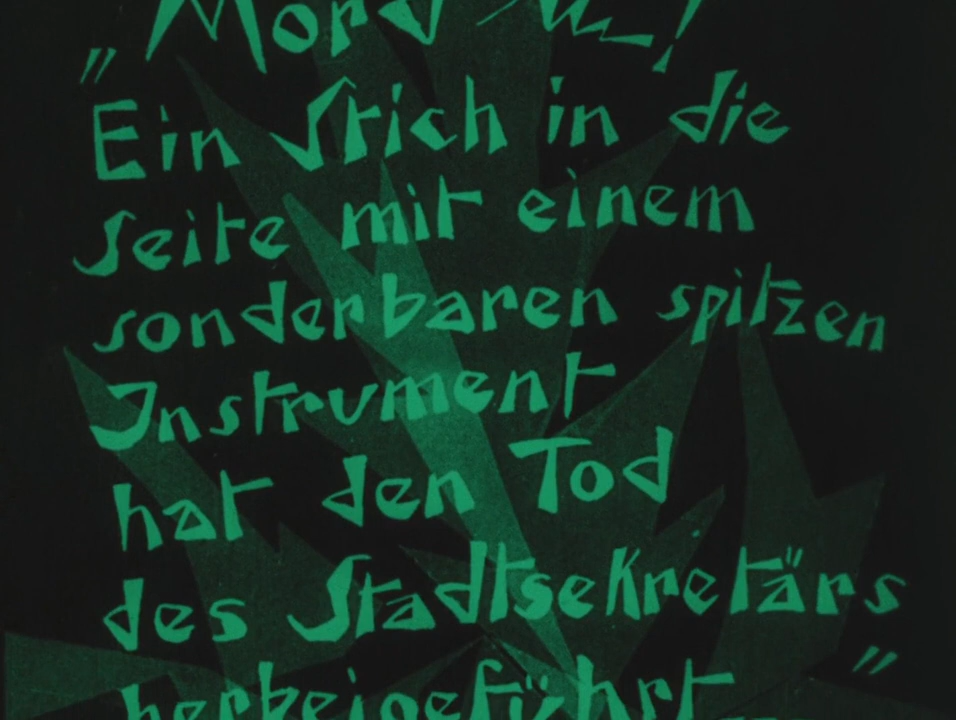 „Mord ...!
Ein Stich in die
Seite mit einem
sonderbaren spitzen
Instrument
hat den Tod
des Stadtsekretärs
herbeigeführt"